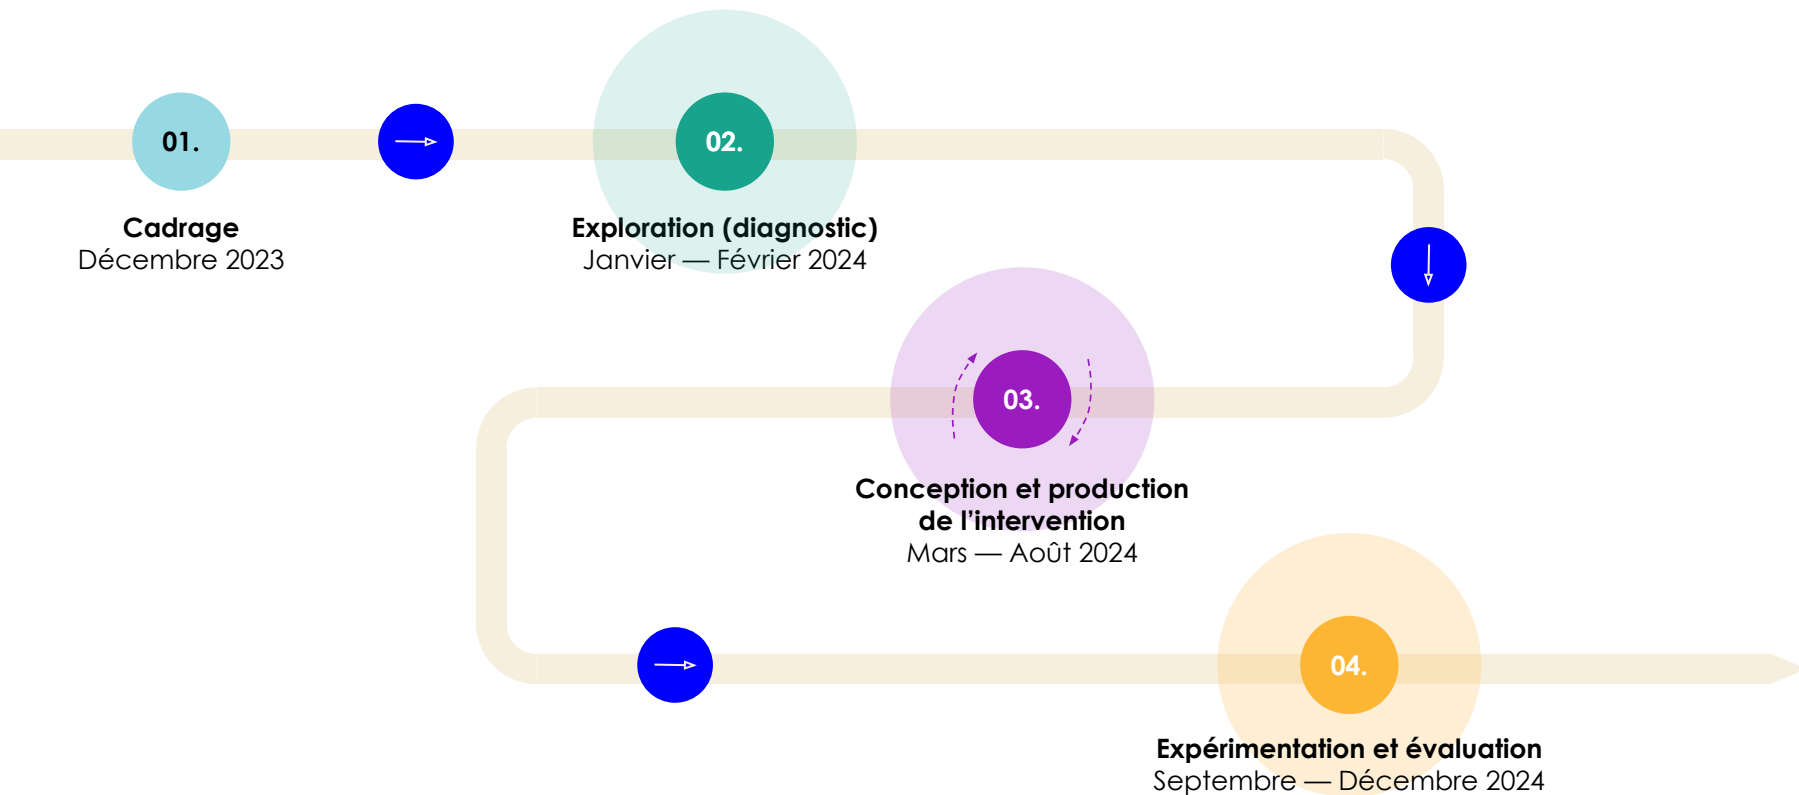 01.
Cadrage
Décembre 2023
02.
Exploration (diagnostic)
Janvier — Février 2024
03.
Conception et production
de l’intervention
Mars — Août 2024
04.
Expérimentation et évaluation
Septembre — Décembre 2024